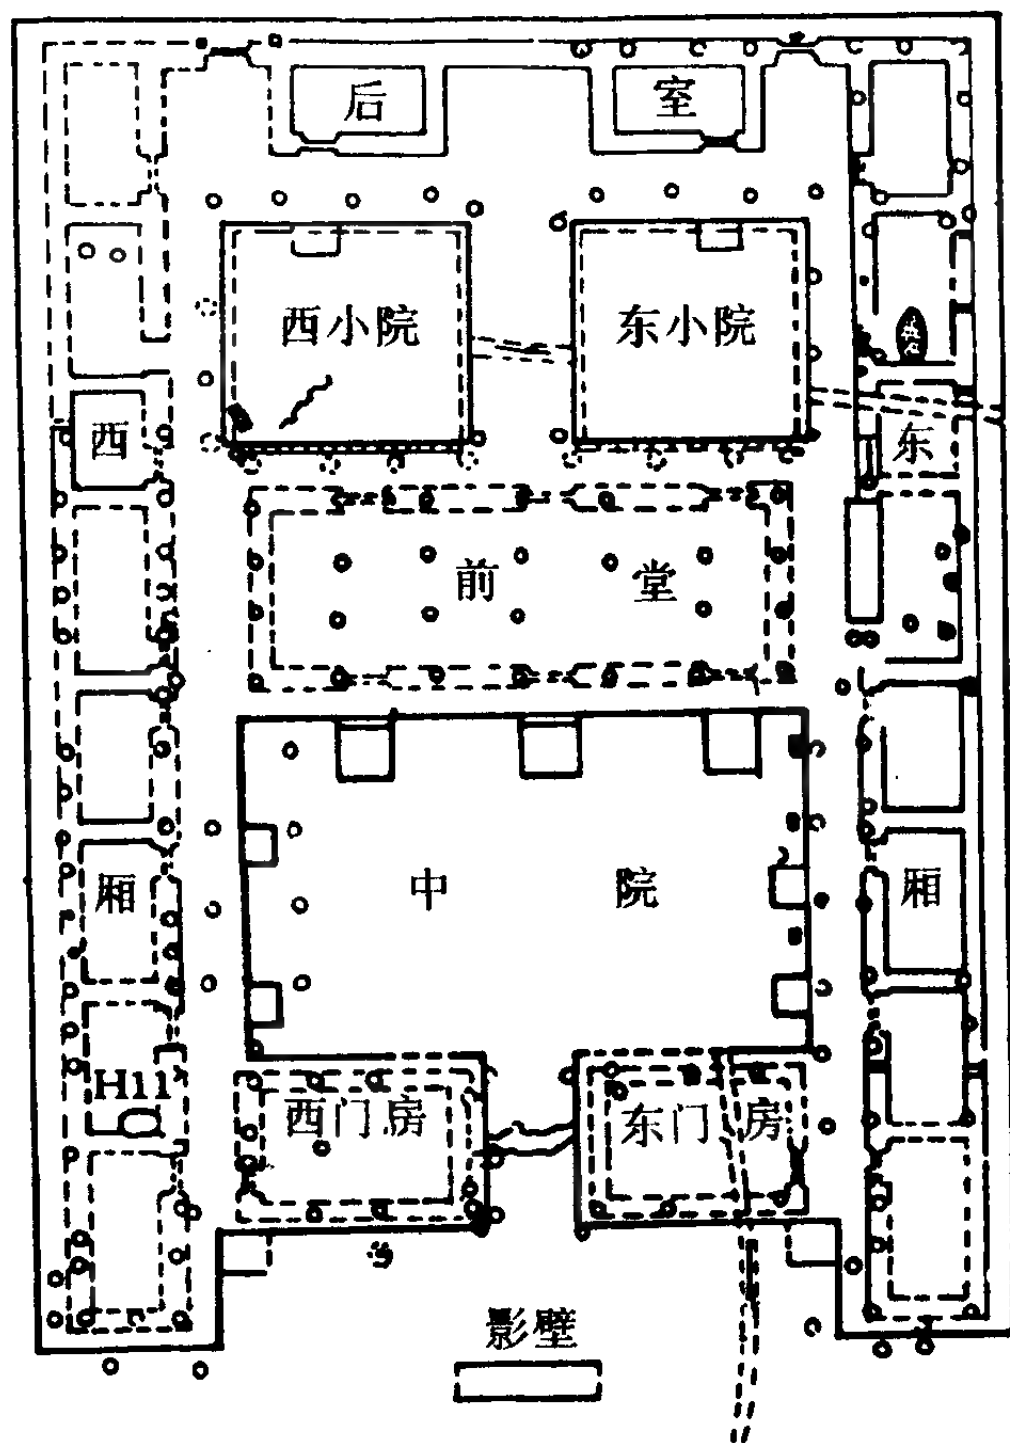 后 室
西小院 东小院
西 东
前 堂
厢 中 院 厢
H11
西门房 东门房
影壁